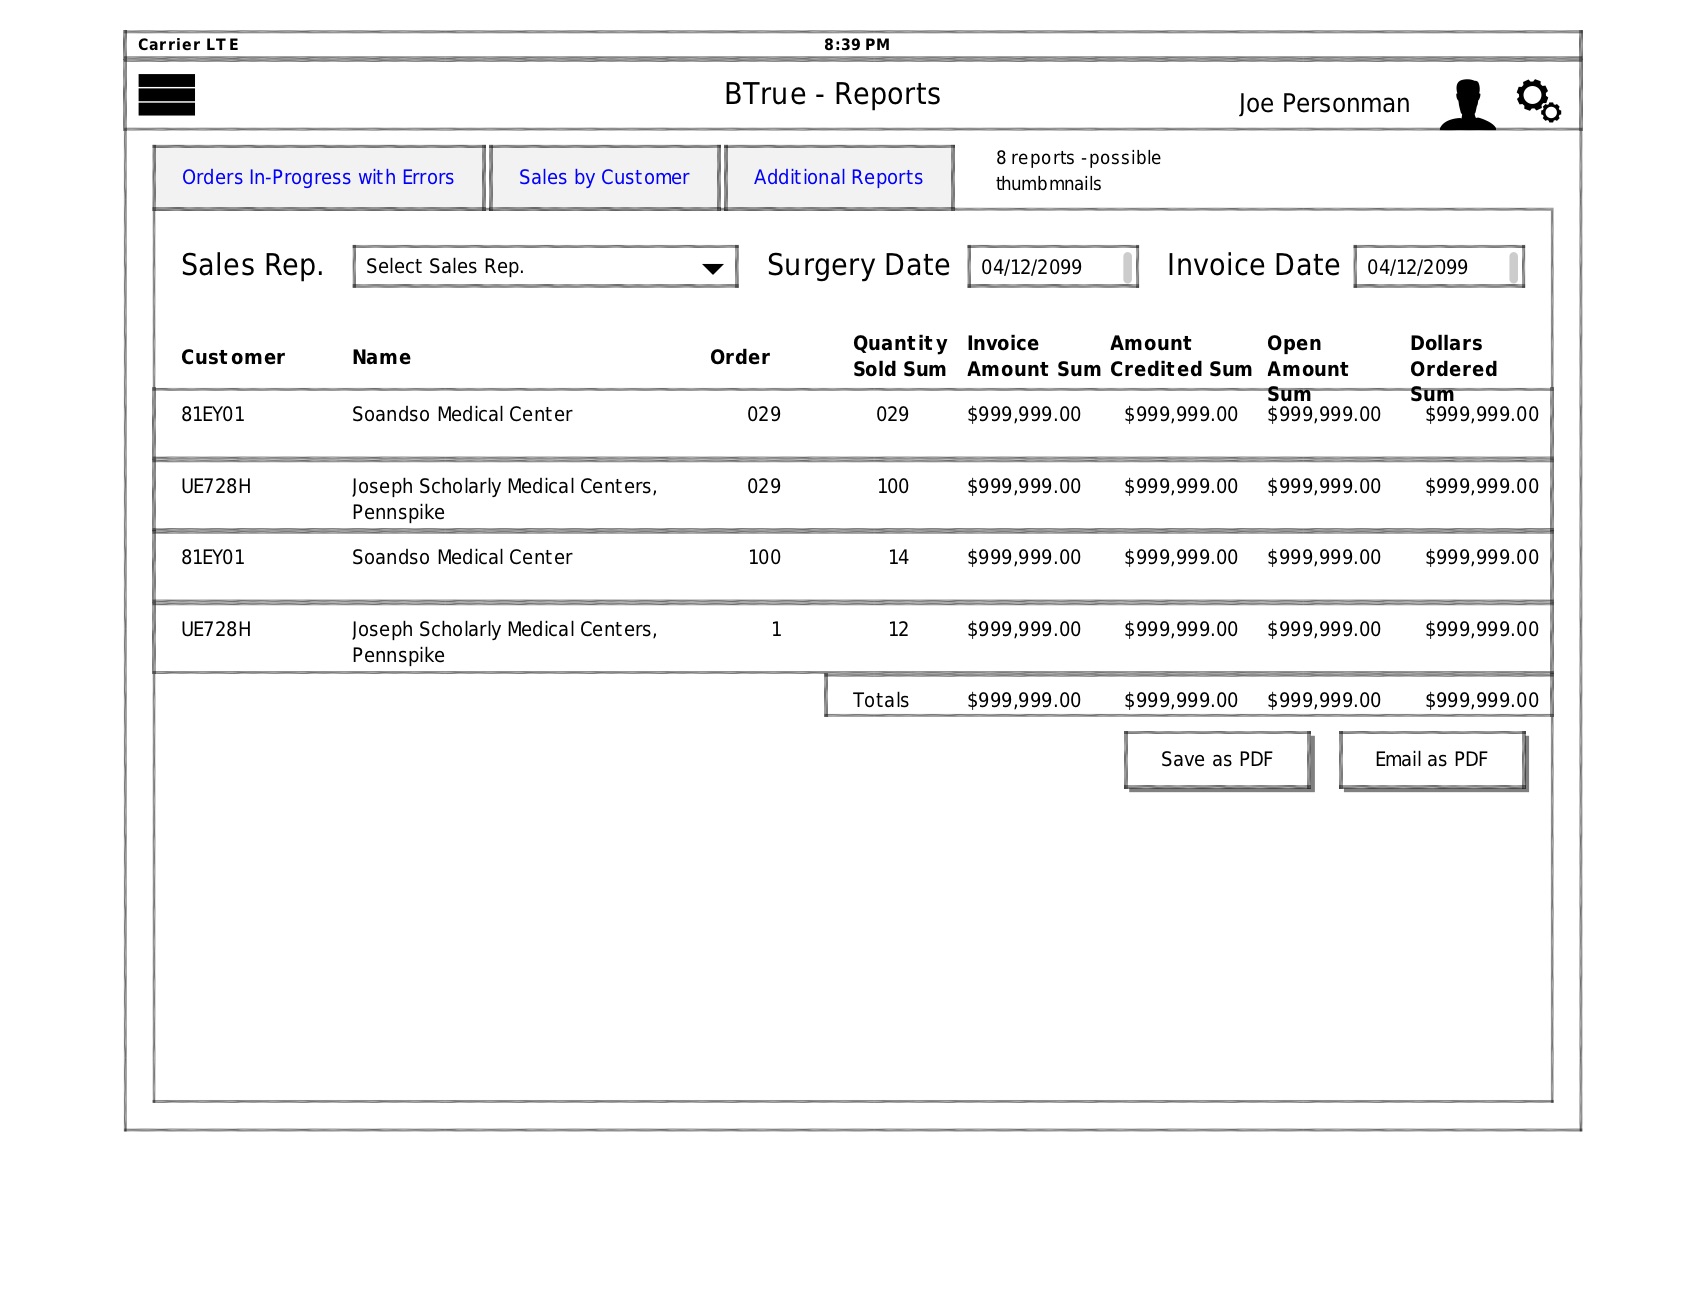 Carrier LTE 8:39 PM
BTrue - Reports Joe Personman
Orders In-Progress with Errors Sales by Customer Additional Reports
8 reports - possible
thumbmnails
Sales Rep. Select Sales Rep. Surgery Date 04/12/2099 Invoice Date 04/12/2099
Customer Name Order
Quantity Sold Sum
Invoice Amount Sum
Amount Credited Sum
Open Amount Sum
Dollars Ordered Sum
81EY01 Soandso Medical Center 029 029 $999,999.00 $999,999.00 $999,999.00 $999,999.00
UE728H Joseph Scholarly Medical Centers, 029 100 $999,999.00 $999,999.00 $999,999.00 $999,999.00
Pennspike
81EY01 Soandso Medical Center 100 14 $999,999.00 $999,999.00 $999,999.00 $999,999.00
UE728H Joseph Scholarly Medical Centers, 1 12 $999,999.00 $999,999.00 $999,999.00 $999,999.00
Pennspike
Totals $999,999.00 $999,999.00 $999,999.00 $999,999.00
Save as PDF Email as PDF